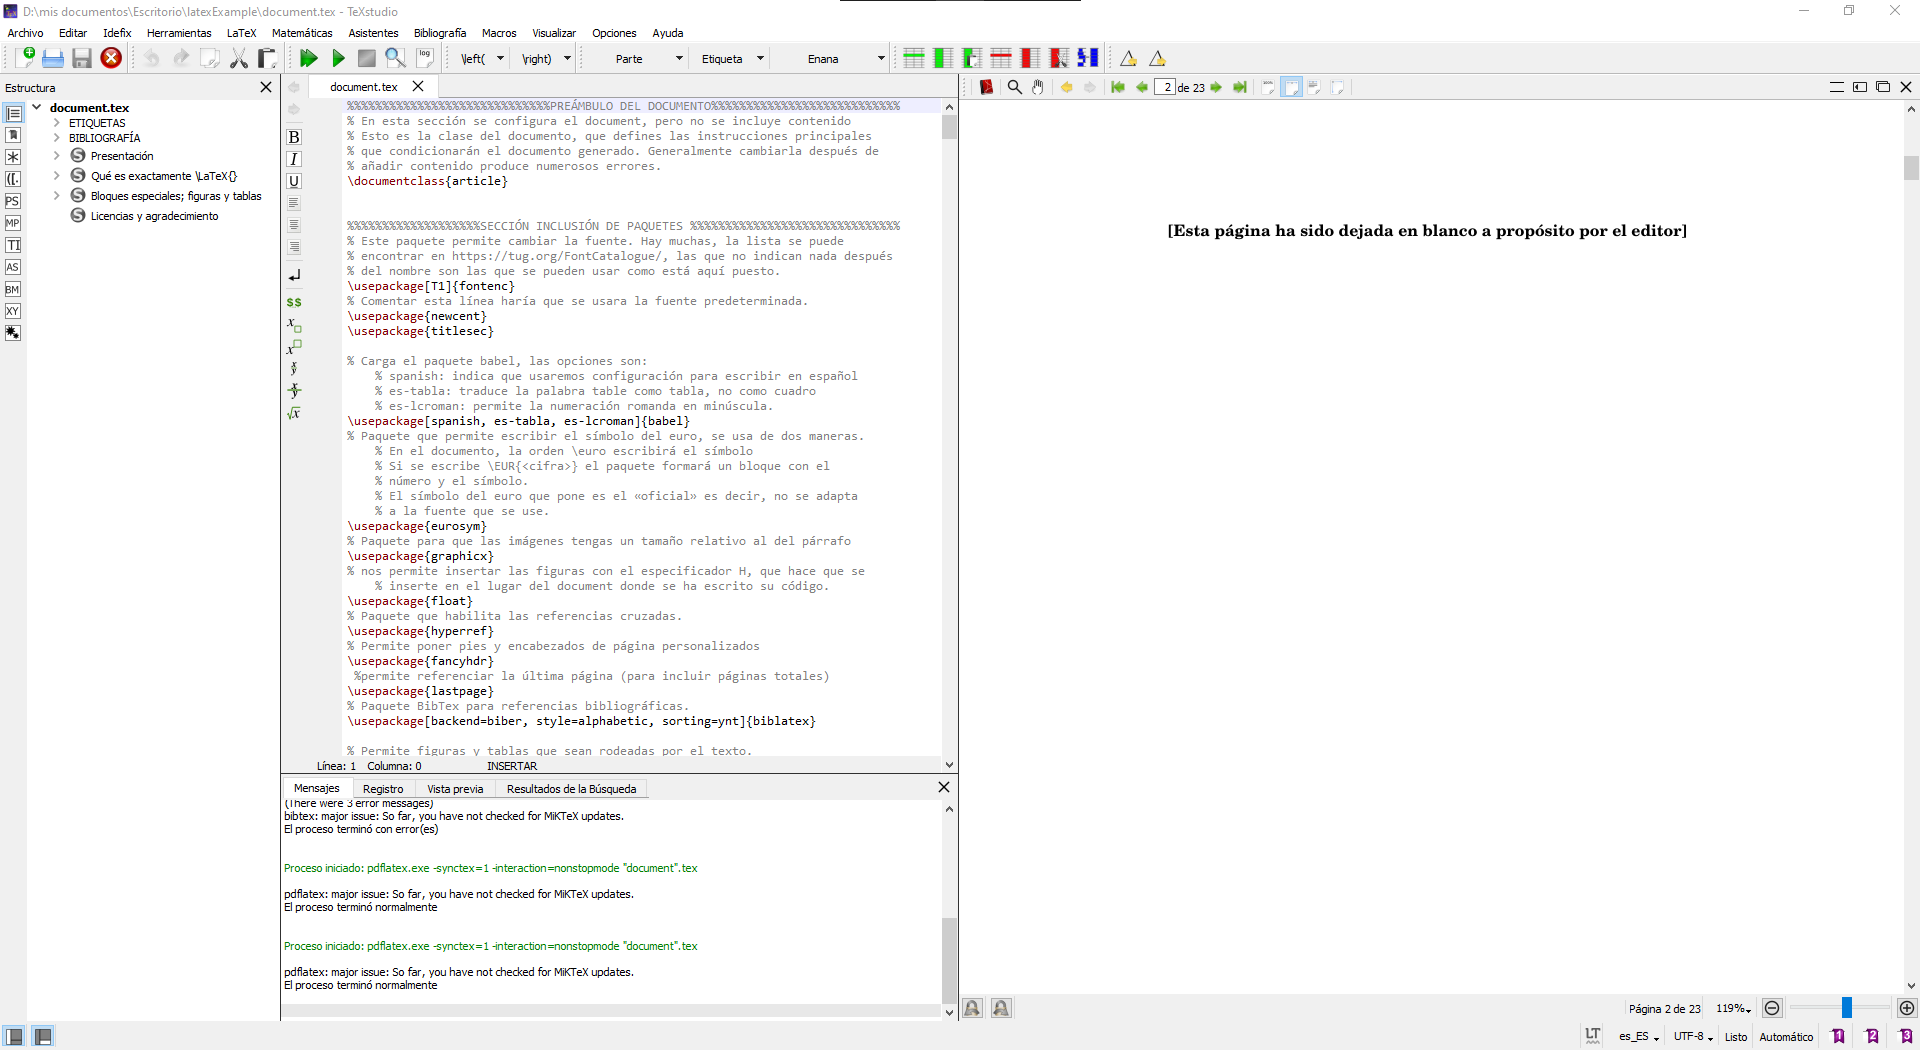 D:\mis documentos\Escritorio\latexExample\document.tex - TeXstudio
Archivo Editar Idefix Herramientas LaTeX Matemáticas Asistentes Bibliografía Macros Visualizar Opciones Ayuda
log \left( \right) Parte Etiqueta Enana
Estructura
document.tex
ETIQUETAS
BIBLIOGRAFÍA
S Presentación
S Qué es exactamente \LaTeX{}
S Bloques especiales; figuras y tablas
S Licencias y agradecimiento
PS
MP
TI
AS
BM
XY
document.tex
B
I
U
$$
%%%%%%%%%%%%%%%%%%%%%%%%%%%%%PREÁMBULO DEL DOCUMENTO%%%%%%%%%%%%%%%%%%%%%%%%%%%
% En esta sección se configura el document, pero no se incluye contenido
% Esto es la clase del documento, que defines las instrucciones principales
% que condicionarán el documento generado. Generalmente cambiarla después de
% añadir contenido produce numerosos errores.
\documentclass{article}
%%%%%%%%%%%%%%%%%%%SECCIÓN INCLUSIÓN DE PAQUETES %%%%%%%%%%%%%%%%%%%%%%%%%%%%%%
% Este paquete permite cambiar la fuente. Hay muchas, la lista se puede
% encontrar en https://tug.org/FontCatalogue/, las que no indican nada después
% del nombre son las que se pueden usar como está aquí puesto.
\usepackage[T1]{fontenc}
% Comentar esta línea haría que se usara la fuente predeterminada.
\usepackage{newcent}
\usepackage{titlesec}
% Carga el paquete babel, las opciones son:
% spanish: indica que usaremos configuración para escribir en español
% es-tabla: traduce la palabra table como tabla, no como cuadro
% es-lcroman: permite la numeración romanda en minúscula.
\usepackage[spanish, es-tabla, es-lcroman]{babel}
% Paquete que permite escribir el símbolo del euro, se usa de dos maneras.
% En el documento, la orden \euro escribirá el símbolo
% Si se escribe \EUR{<cifra>} el paquete formará un bloque con el
% número y el símbolo.
% El símbolo del euro que pone es el «oficial» es decir, no se adapta
% a la fuente que se use.
\usepackage{eurosym}
% Paquete para que las imágenes tengas un tamaño relativo al del párrafo
\usepackage{graphicx}
% nos permite insertar las figuras con el especificador H, que hace que se
% inserte en el lugar del document donde se ha escrito su código.
\usepackage{float}
% Paquete que habilita las referencias cruzadas.
\usepackage{hyperref}
% Permite poner pies y encabezados de página personalizados
\usepackage{fancyhdr}
%permite referenciar la última página (para incluir páginas totales)
\usepackage{lastpage}
% Paquete BibTex para referencias bibliográficas.
\usepackage[backend=biber, style=alphabetic, sorting=ynt]{biblatex}
% Permite figuras y tablas que sean rodeadas por el texto.
Línea: 1 Columna: 0 INSERTAR
Mensajes Registro Vista previa Resultados de la Búsqueda
(There were 3 error messages)
bibtex: major issue: So far, you have not checked for MiKTeX updates.
El proceso terminó con error(es)
Proceso iniciado: pdflatex.exe -synctex=1 -interaction=nonstopmode "document".tex
pdflatex: major issue: So far, you have not checked for MiKTeX updates.
El proceso terminó normalmente
Proceso iniciado: pdflatex.exe -synctex=1 -interaction=nonstopmode "document".tex
pdflatex: major issue: So far, you have not checked for MiKTeX updates.
El proceso terminó normalmente
2 de 23
[Esta página ha sido dejada en blanco a propósito por el editor]
Página 2 de 23 119%
LT es_ES UTF-8 Listo Automático 1 2 3